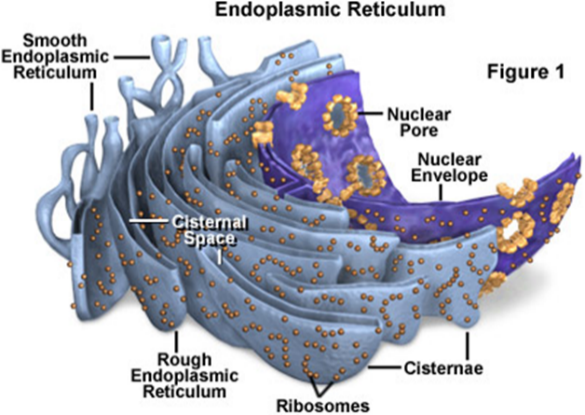 Endoplasmic Reticulum
Smooth
Endoplasmic
Reticulum
Figure 1
Nuclear
Pore
Nuclear
Envelope
Cisternal
Space
Rough
Endoplasmic
Reticulum
Cisternae
Ribosomes